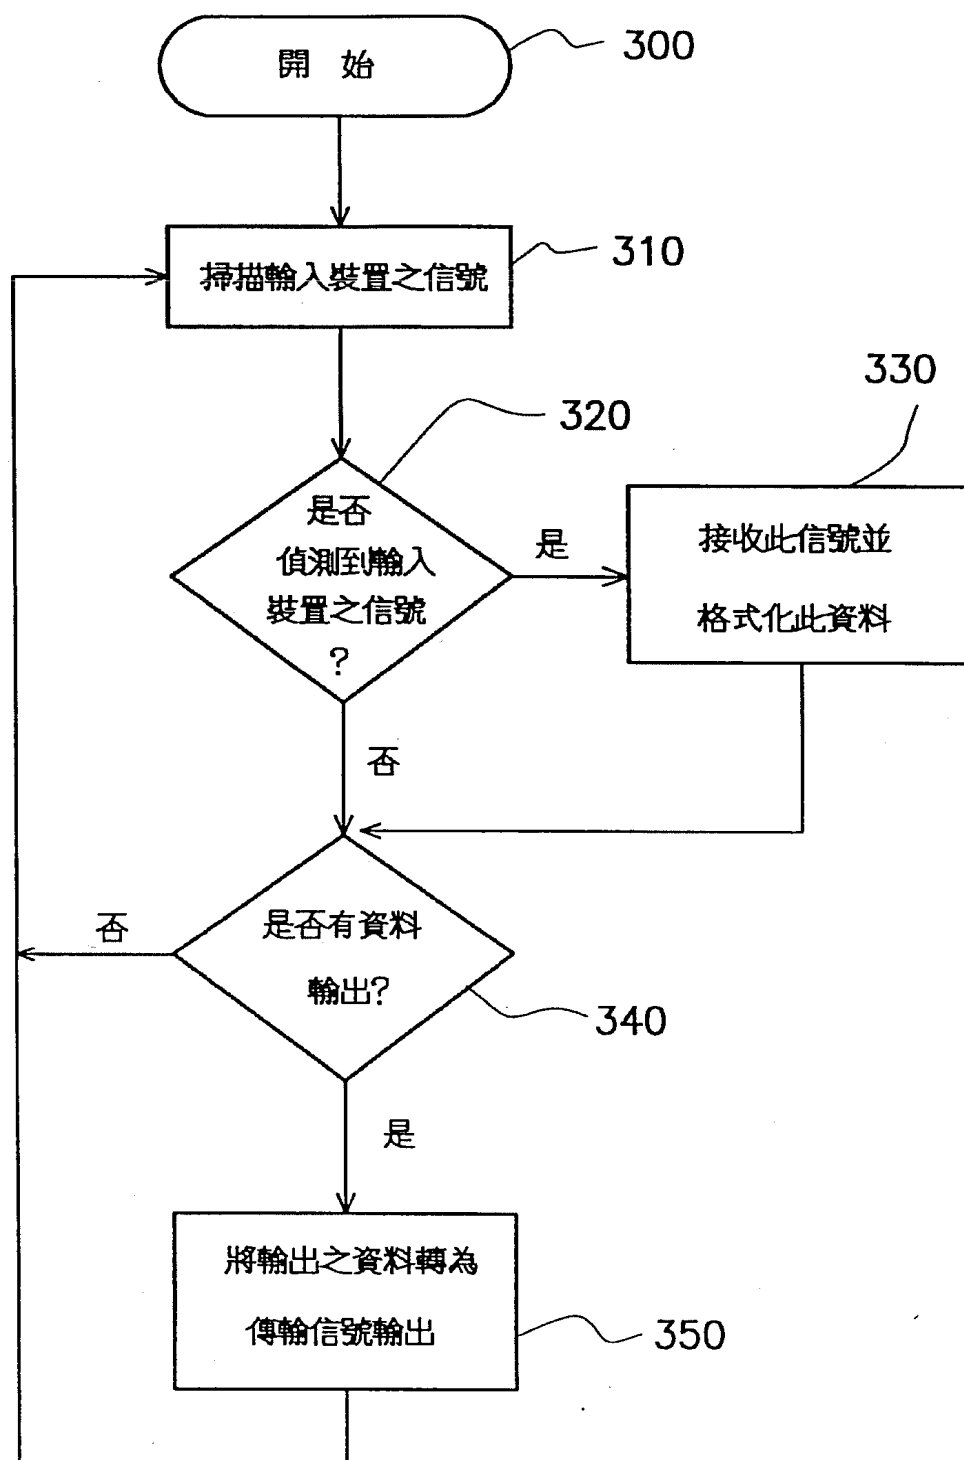 開 始
300
掃描輸入裝置之信號
310
320
330
是否
偵測到輸入
裝置之信號
?
是
接收此信號並
格式化此資料
否
是否有資料
輸出?
否
340
是
將輸出之資料轉為
傳輸信號輸出
350